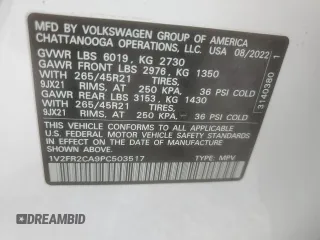 MFD BY VOLKSWAGEN GROUP OF AMERICA
CHATTANOOGA OPERATIONS, LLC. USA 08/2022
GVWR LBS 6019, KG 2730
GAWR FRONT LBS 2976, KG 1350
WITH 265/45R21
9JX21 RIMS, AT 250 KPA. 36 PSI COLD
GAWR REAR LBS 3153, KG 1430
WITH 265/45R21
9JX21 RIMS, AT 250 KPA. 36 PSI COLD
THIS VEHICLE CONFORMS TO ALL APPLICABLE
U.S. FEDERAL MOTOR VEHICLE SAFETY STANDARDS IN
EFFECT ON THE DATE OF MANUFACTURE SHOWN ABOVE.
1V2FR2CA9PC503517 TYPE: MPV
3140380 1